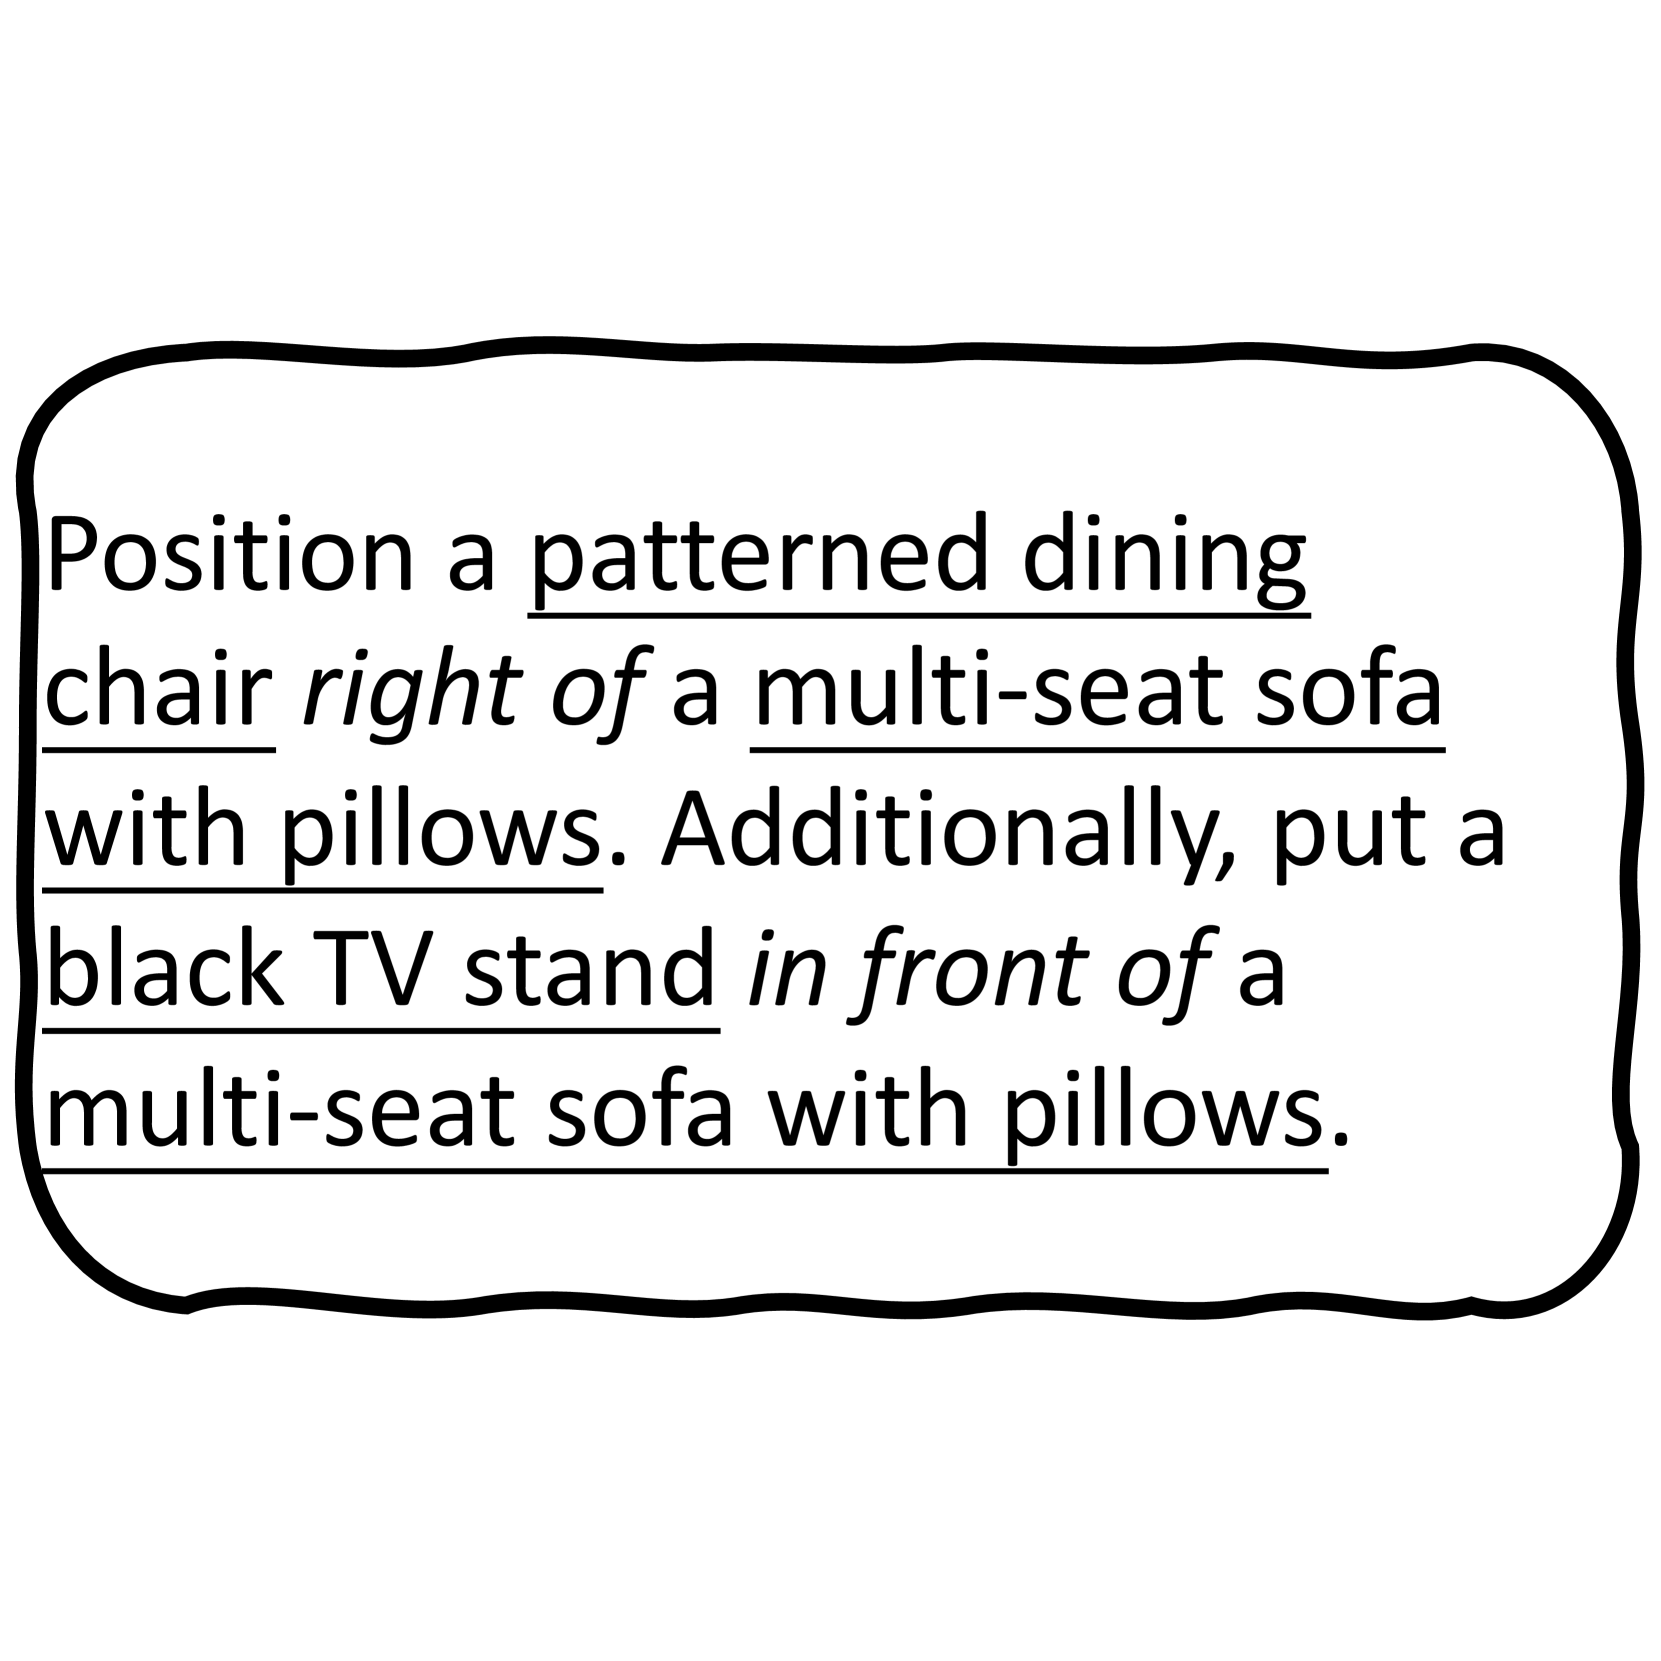 Position a patterned dining
chair right of a multi-seat sofa
with pillows. Additionally, put a
black TV stand in front of a
multi-seat sofa with pillows.